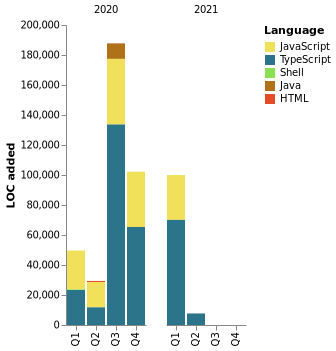 2020 2021
LOC added
200,000
180,000
160,000
140,000
120,000
100,000
80,000
60,000
40,000
20,000
0
Q1 Q2 Q3 Q4 Q1 Q2 Q3 Q4
Language
JavaScript
TypeScript
Shell
Java
HTML